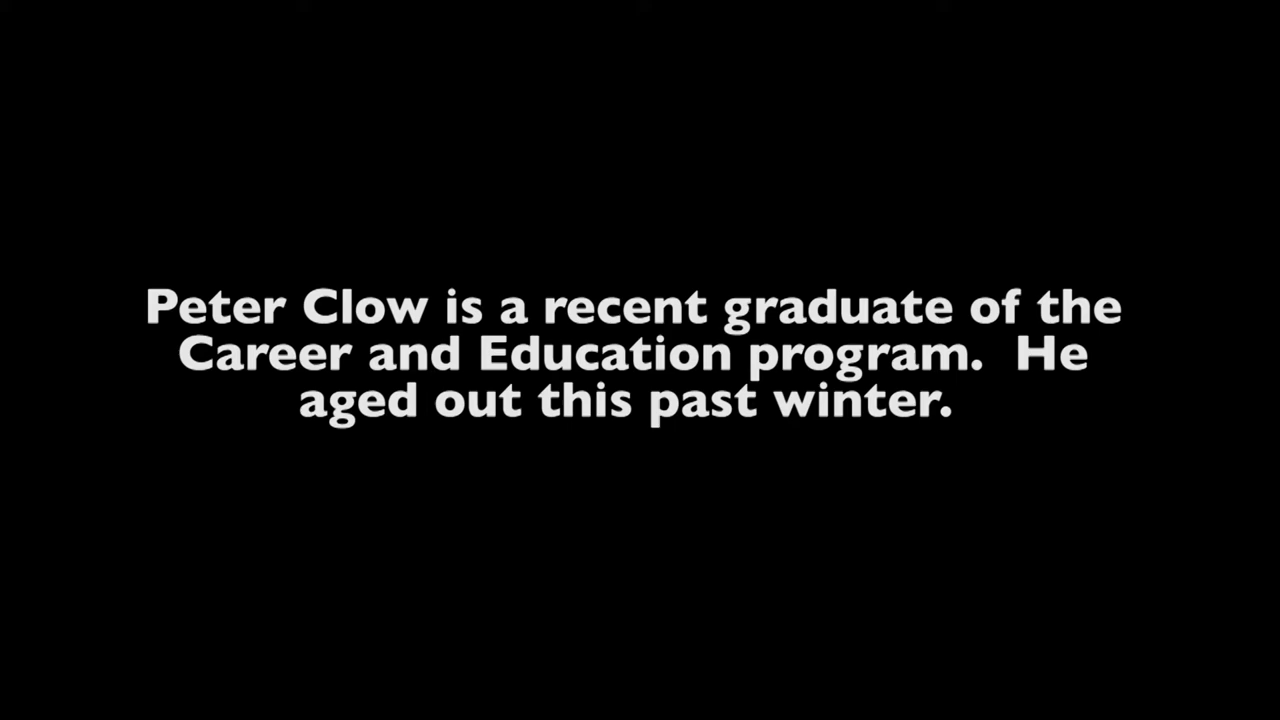 Peter Clow is a recent graduate of the
Career and Education program.  He
aged out this past winter.